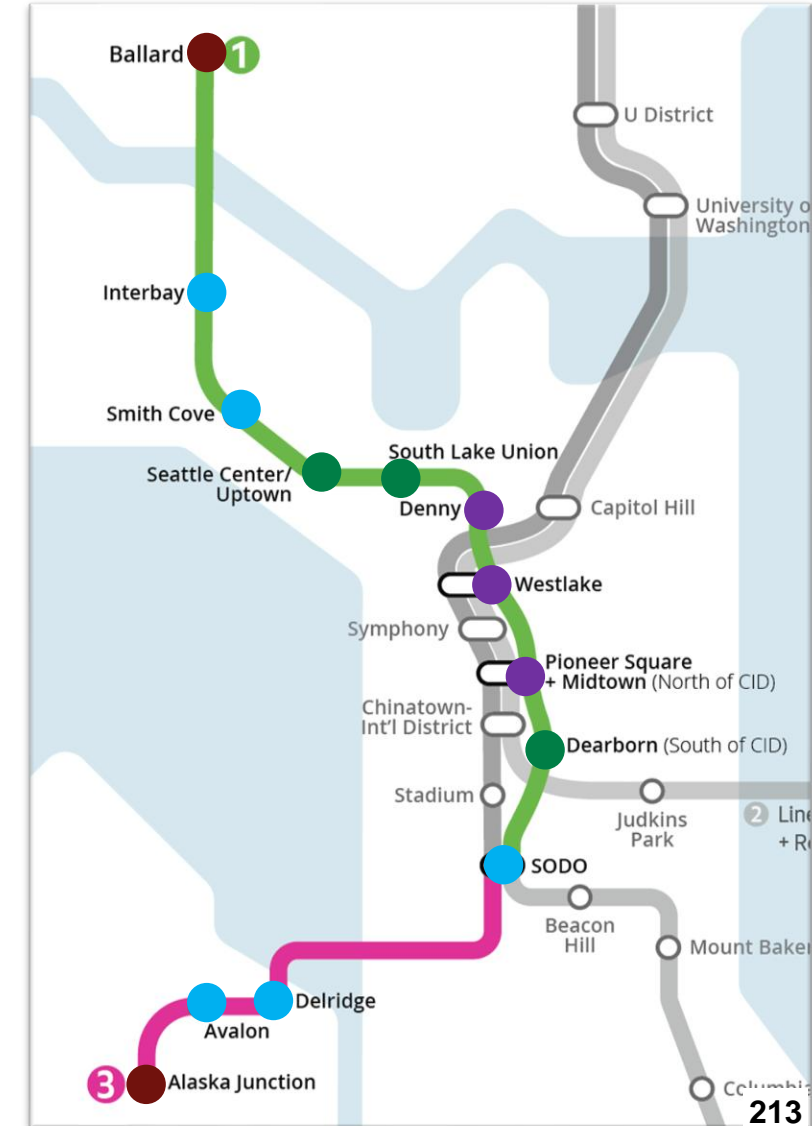 Ballard
1
U District
University o
Washington
Interbay
Smith Cove
South Lake Union
Seattle Center/
Uptown
Denny
Capitol Hill
Westlake
Symphony
Pioneer Square
+ Midtown (North of CID)
Chinatown-
Int'l District
Dearborn (South of CID)
Stadium
Judkins
Park
2 Line
+ R
SODO
Beacon
Hill
Mount Baker
Delridge
Avalon
3
Alaska Junction
Columbia
213